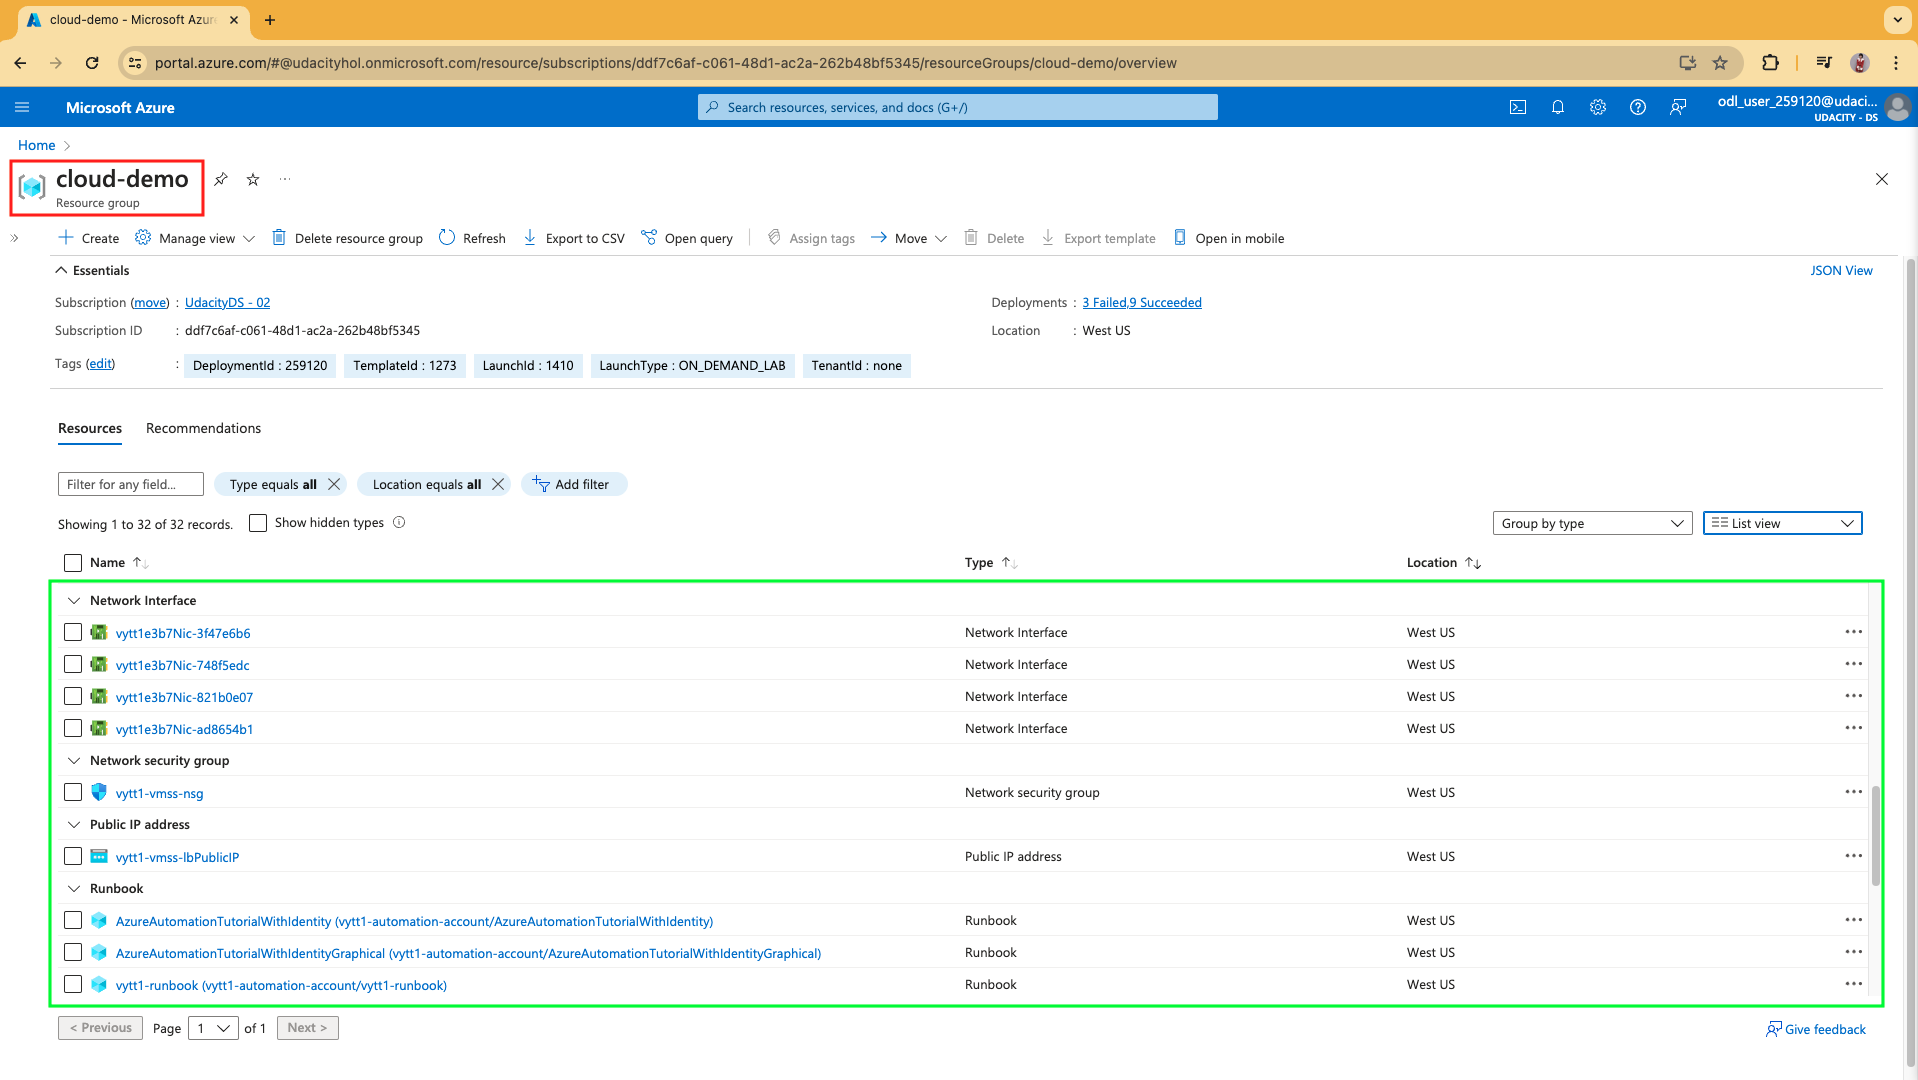 cloud-demo - Microsoft Azur
portal.azure.com/#@udacityhol.onmicrosoft.com/resource/subscriptions/ddf7c6af-c061-48d1-ac2a-262b48bf5345/resourceGroups/cloud-demo/overview
Microsoft Azure
Search resources, services, and docs (G+/)
odl_user_259120@udaci...
UDACITY - DS
Home
cloud-demo
Resource group
Create Manage view Delete resource group Refresh Export to CSV Open query Assign tags Move Delete Export template Open in mobile
Essentials JSON View
Subscription (move) : UdacityDS - 02 Deployments : 3 Failed,9 Succeeded
Subscription ID : ddf7c6af-c061-48d1-ac2a-262b48bf5345 Location : West US
Tags (edit) : DeploymentId : 259120 TemplateId : 1273 LaunchId : 1410 LaunchType : ON_DEMAND_LAB TenantId : none
Resources Recommendations
Filter for any field... Type equals all Location equals all Add filter
Showing 1 to 32 of 32 records. Show hidden types Group by type List view
Name Type Location
Network Interface
vytt1e3b7Nic-3f47e6b6 Network Interface West US
vytt1e3b7Nic-748f5edc Network Interface West US
vytt1e3b7Nic-821b0e07 Network Interface West US
vytt1e3b7Nic-ad8654b1 Network Interface West US
Network security group
vytt1-vmss-nsg Network security group West US
Public IP address
vytt1-vmss-lbPublicIP Public IP address West US
Runbook
AzureAutomationTutorialWithIdentity (vytt1-automation-account/AzureAutomationTutorialWithIdentity) Runbook West US
AzureAutomationTutorialWithIdentityGraphical (vytt1-automation-account/AzureAutomationTutorialWithIdentityGraphical) Runbook West US
vytt1-runbook (vytt1-automation-account/vytt1-runbook) Runbook West US
< Previous Page 1 of 1 Next > Give feedback